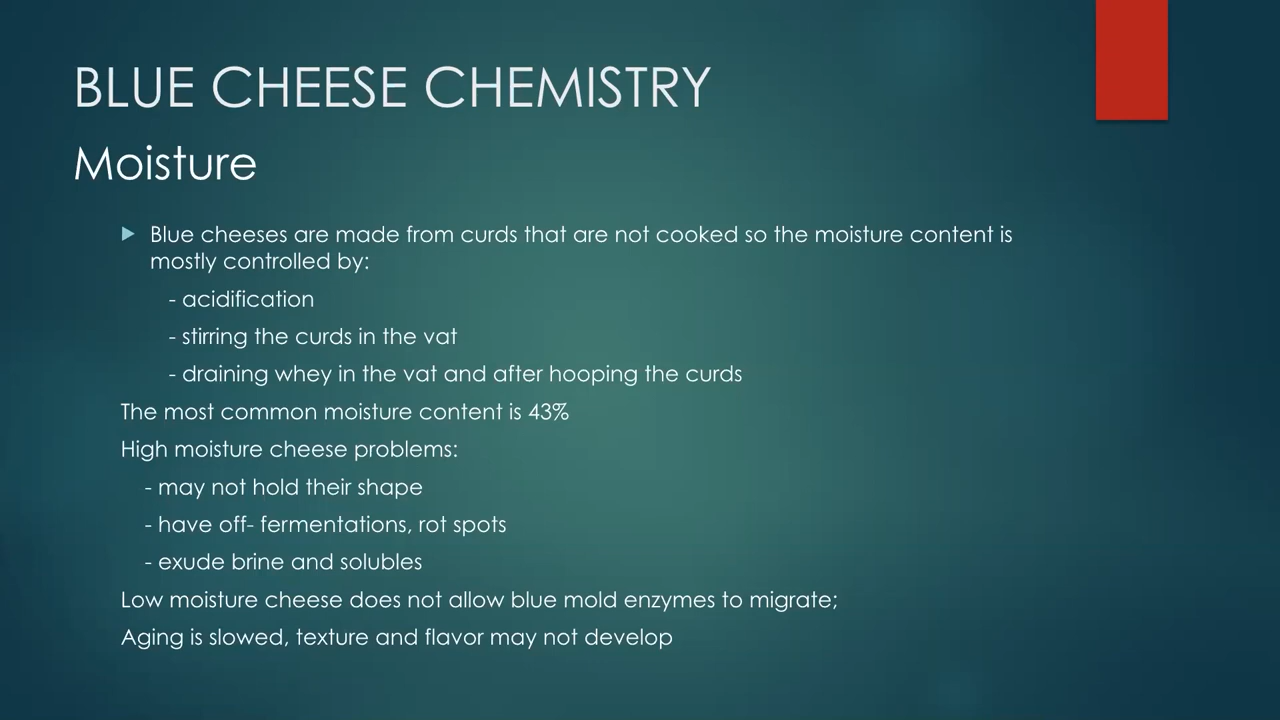 BLUE CHEESE CHEMISTRY
Moisture
Blue cheeses are made from curds that are not cooked so the moisture content is
mostly controlled by:
- acidification
- stirring the curds in the vat
- draining whey in the vat and after hooping the curds
The most common moisture content is 43%
High moisture cheese problems:
- may not hold their shape
- have off- fermentations, rot spots
- exude brine and solubles
Low moisture cheese does not allow blue mold enzymes to migrate;
Aging is slowed, texture and flavor may not develop